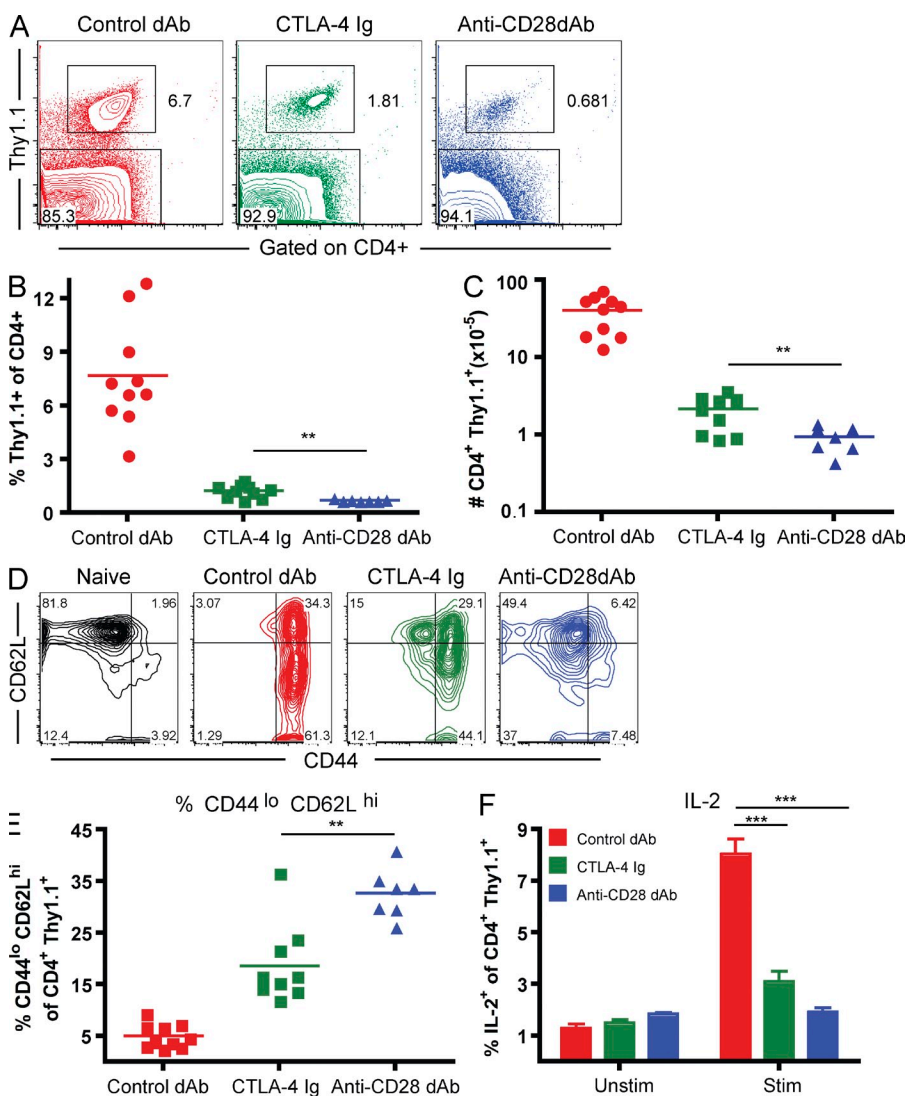 A
Control dAb
CTLA-4 Ig
Anti-CD28dAb
Thy1.1
6.7
1.81
0.681
85.3
92.9
94.1
Gated on CD4+
B
% Thy1.1+ of CD4+
12
9
6
3
0
**
Control dAb
CTLA-4 Ig
Anti-CD28 dAb
C
# CD4+ Thy1.1+(x10-5)
100
10
1
0.1
**
Control dAb
CTLA-4 Ig
Anti-CD28 dAb
D
Naive
Control dAb
CTLA-4 Ig
Anti-CD28dAb
CD62L
81.8 1.96
12.4 3.92
3.07 34.3
1.29 61.3
15 29.1
12.1 44.1
49.4 6.42
37 7.48
CD44
E
% CD44 lo CD62L hi
% CD44lo CD62Lhi
of CD4+ Thy1.1+
45
35
25
15
5
**
Control dAb
CTLA-4 Ig
Anti-CD28 dAb
F
IL-2
% IL-2+ of CD4+ Thy1.1+
9
7
5
3
1
***
***
Control dAb
CTLA-4 Ig
Anti-CD28 dAb
Unstim
Stim